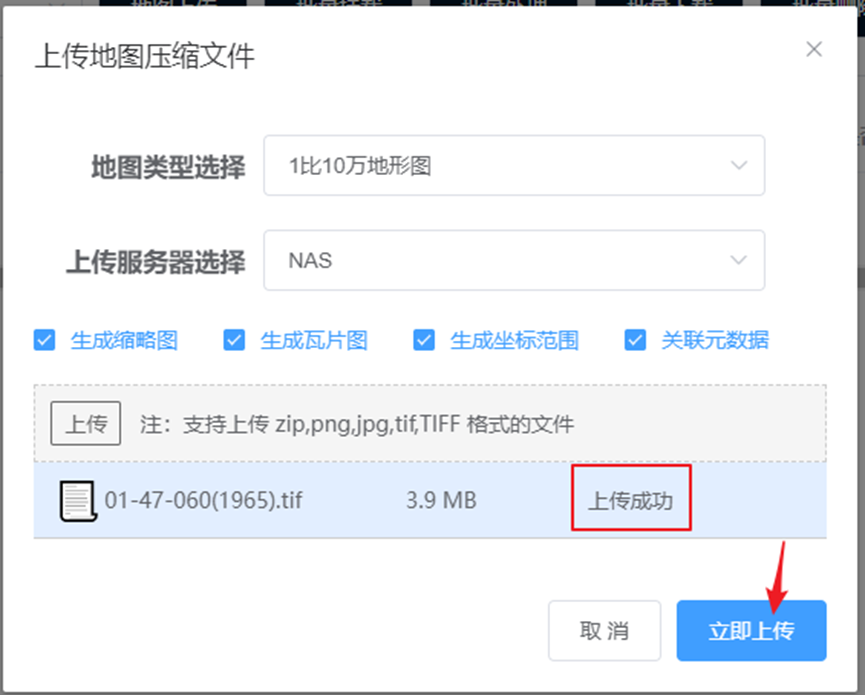 上传地图压缩文件
地图类型选择 1比10万地形图
上传服务器选择 NAS
生成缩略图 生成瓦片图 生成坐标范围 关联元数据
上传 注：支持上传 zip,png,jpg,tif,TIFF 格式的文件
01-47-060(1965).tif 3.9 MB 上传成功
取 消 立即上传